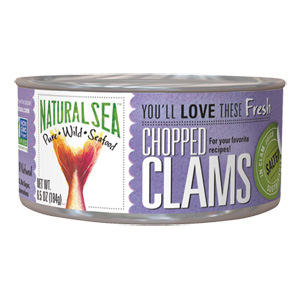 NATURAL SEA
Pure • Wild • Seafood
NET WT.
6.5 OZ (184g)
YOU'LL LOVE THESE Fresh
CHOPPED
For your favorite
recipes!
CLAMS
SALTED